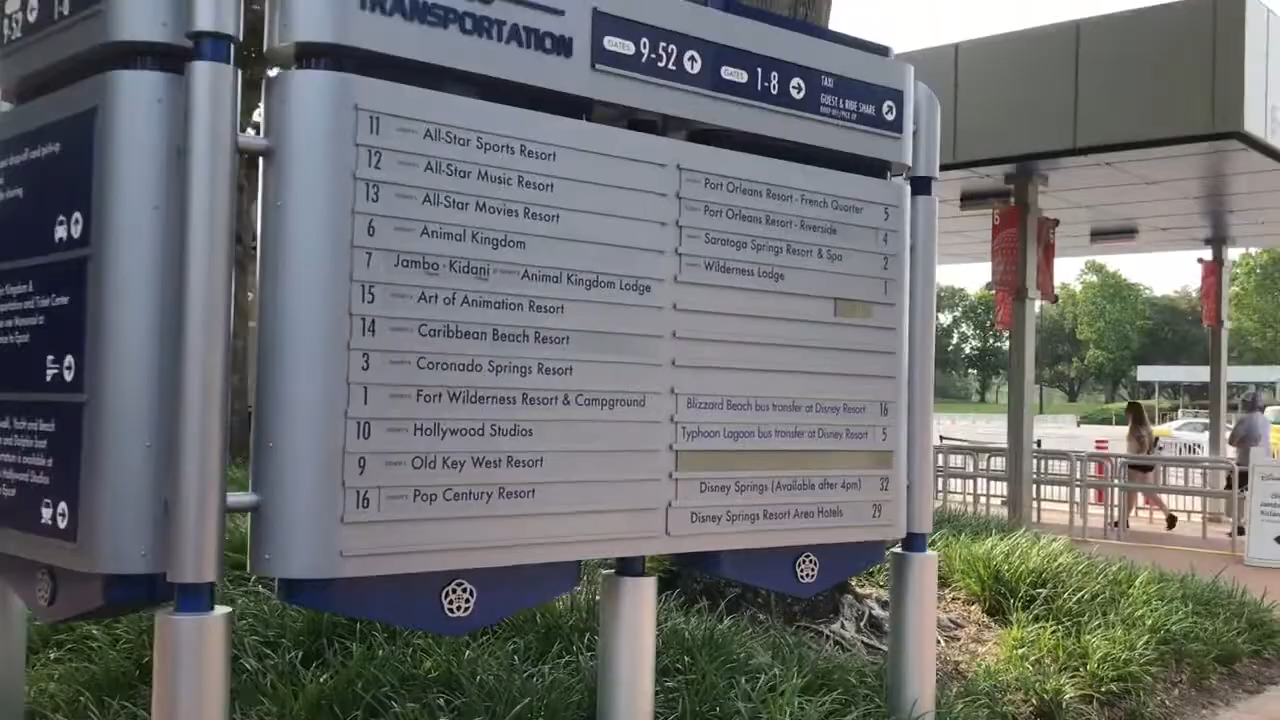 9-52
TRANSPORTATION
GATES 9-52
GATES 1-8
TAXI
GUEST & RIDE SHARE
DROP-OFF/PICK UP
11 All-Star Sports Resort
12 All-Star Music Resort
13 All-Star Movies Resort
6 Animal Kingdom
7 Jambo · Kidani Animal Kingdom Lodge
15 Art of Animation Resort
14 Caribbean Beach Resort
3 Coronado Springs Resort
1 Fort Wilderness Resort & Campground
10 Hollywood Studios
9 Old Key West Resort
16 Pop Century Resort
Port Orleans Resort - French Quarter 5
Port Orleans Resort - Riverside 4
Saratoga Springs Resort & Spa 2
Wilderness Lodge 1
Blizzard Beach bus transfer at Disney Resort 16
Typhoon Lagoon bus transfer at Disney Resort 5
Disney Springs (Available after 4pm) 32
Disney Springs Resort Area Hotels 29
6